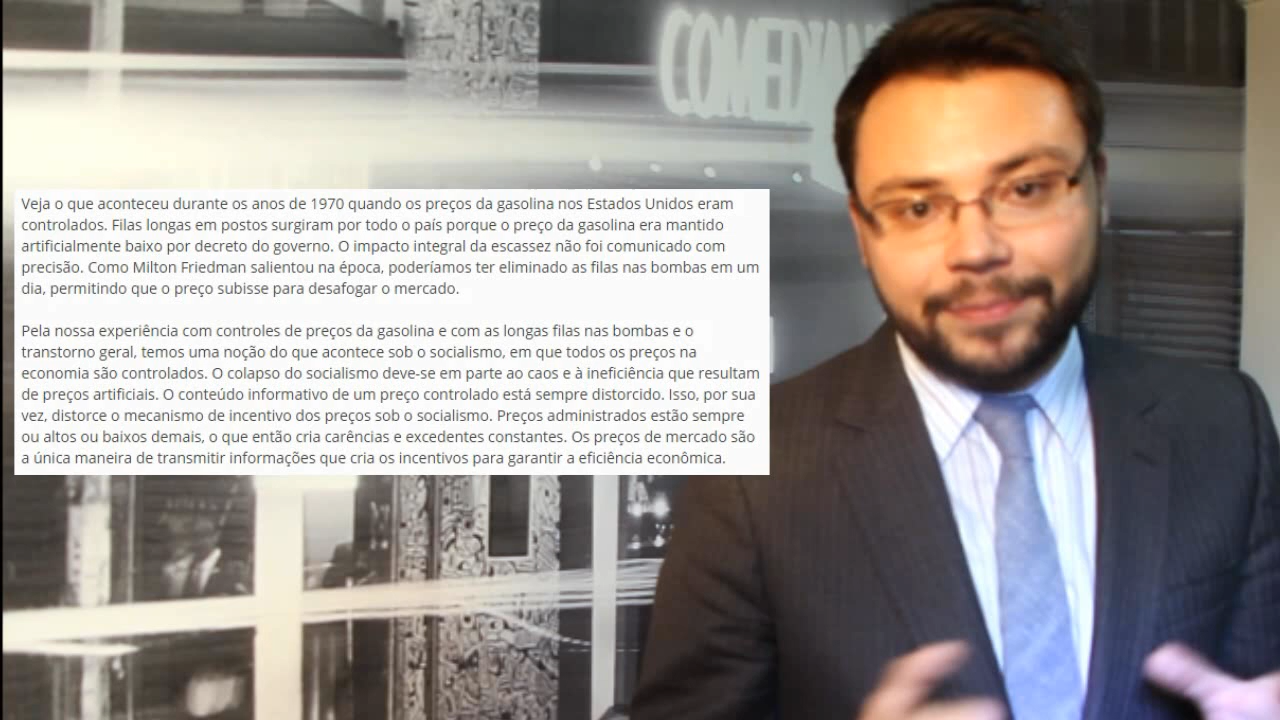 COMEDIAN
Veja o que aconteceu durante os anos de 1970 quando os preços da gasolina nos Estados Unidos eram
controlados. Filas longas em postos surgiram por todo o país porque o preço da gasolina era mantido
artificialmente baixo por decreto do governo. O impacto integral da escassez não foi comunicado com
precisão. Como Milton Friedman salientou na época, poderíamos ter eliminado as filas nas bombas em um
dia, permitindo que o preço subisse para desafogar o mercado.
Pela nossa experiência com controles de preços da gasolina e com as longas filas nas bombas e o
transtorno geral, temos uma noção do que acontece sob o socialismo, em que todos os preços na
economia são controlados. O colapso do socialismo deve-se em parte ao caos e à ineficiência que resultam
de preços artificiais. O conteúdo informativo de um preço controlado está sempre distorcido. Isso, por sua
vez, distorce o mecanismo de incentivo dos preços sob o socialismo. Preços administrados estão sempre
ou altos ou baixos demais, o que então cria carências e excedentes constantes. Os preços de mercado são
a única maneira de transmitir informações que cria os incentivos para garantir a eficiência econômica.